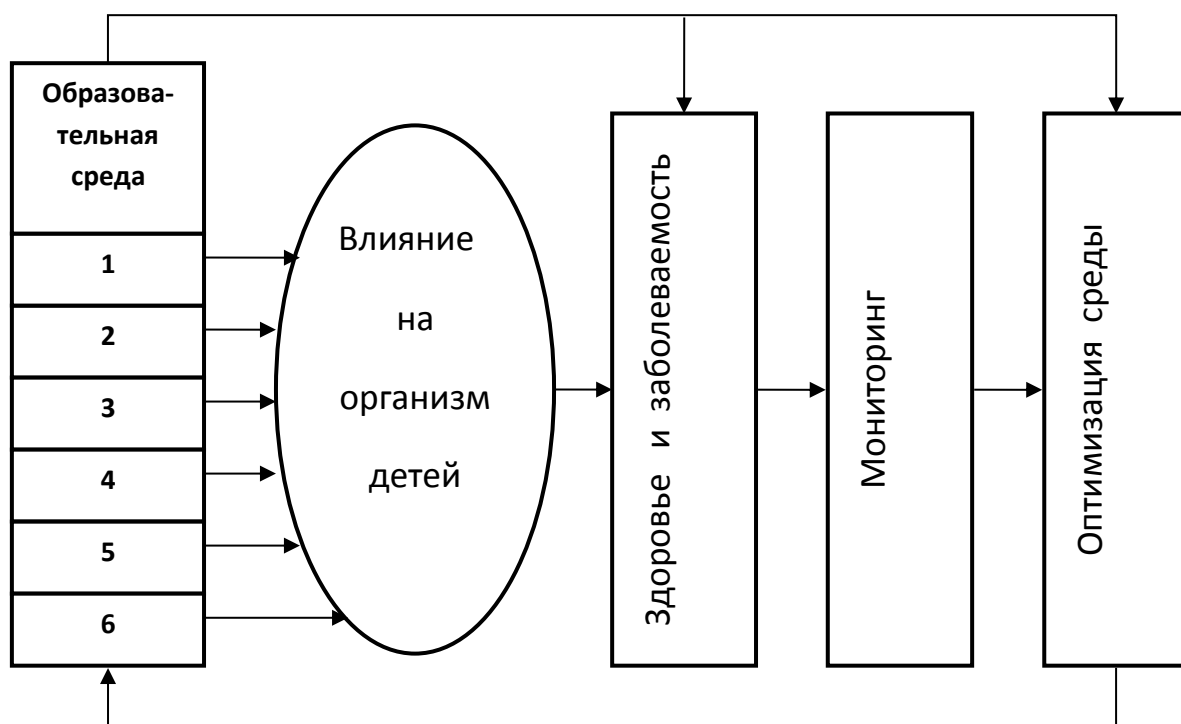 Образова-
тельная
среда
1
2
3
4
5
6
Влияние
на
организм
детей
Здоровье и заболеваемость
Мониторинг
Оптимизация среды